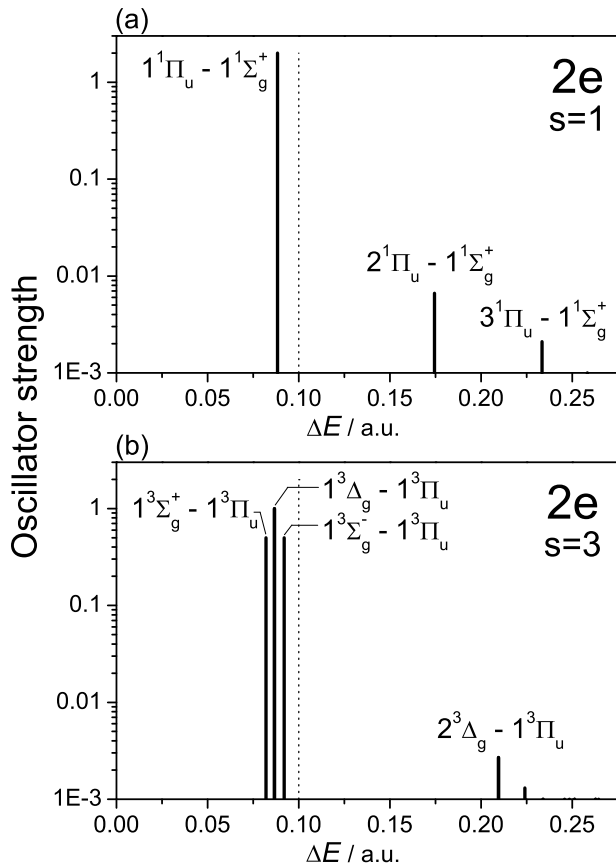 (a)
1¹Πᵤ - 1¹Σg⁺
2e
s=1
2¹Πᵤ - 1¹Σg⁺
3¹Πᵤ - 1¹Σg⁺
1
0.1
0.01
1E-3
0.00 0.05 0.10 0.15 0.20 0.25
ΔE / a.u.
Oscillator strength
(b)
1³Δg - 1³Πᵤ
1³Σg⁺ - 1³Πᵤ
1³Σg⁻ - 1³Πᵤ
2e
s=3
2³Δg - 1³Πᵤ
1
0.1
0.01
1E-3
0.00 0.05 0.10 0.15 0.20 0.25
ΔE / a.u.